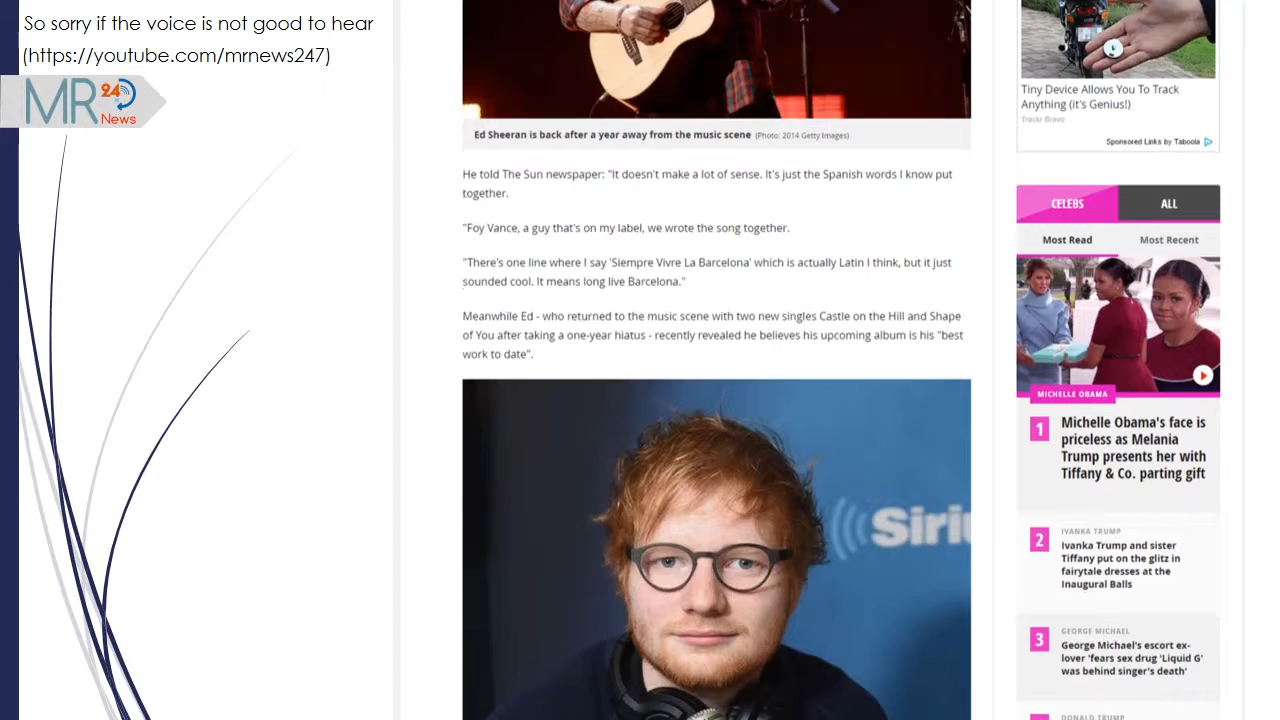 So sorry if the voice is not good to hear
(https://youtube.com/mrnews247)
MR 24
News
Ed Sheeran is back after a year away from the music scene (Photo: 2014 Getty Images)
He told The Sun newspaper: "It doesn't make a lot of sense. It's just the Spanish words I know put
together.
"Foy Vance, a guy that's on my label, we wrote the song together.
"There's one line where I say 'Siempre Vivre La Barcelona' which is actually Latin I think, but it just
sounded cool. It means long live Barcelona."
Meanwhile Ed - who returned to the music scene with two new singles Castle on the Hill and Shape
of You after taking a one-year hiatus - recently revealed he believes his upcoming album is his "best
work to date".
Siriu
Tiny Device Allows You To Track
Anything (it's Genius!)
Trackr Bravo
Sponsored Links by Taboola
CELEBS ALL
Most Read Most Recent
MICHELLE OBAMA
1 Michelle Obama's face is
priceless as Melania
Trump presents her with
Tiffany & Co. parting gift
IVANKA TRUMP
2 Ivanka Trump and sister
Tiffany put on the glitz in
fairytale dresses at the
Inaugural Balls
GEORGE MICHAEL
3 George Michael's escort ex-
lover 'fears sex drug 'Liquid G'
was behind singer's death'
DONALD TRUMP